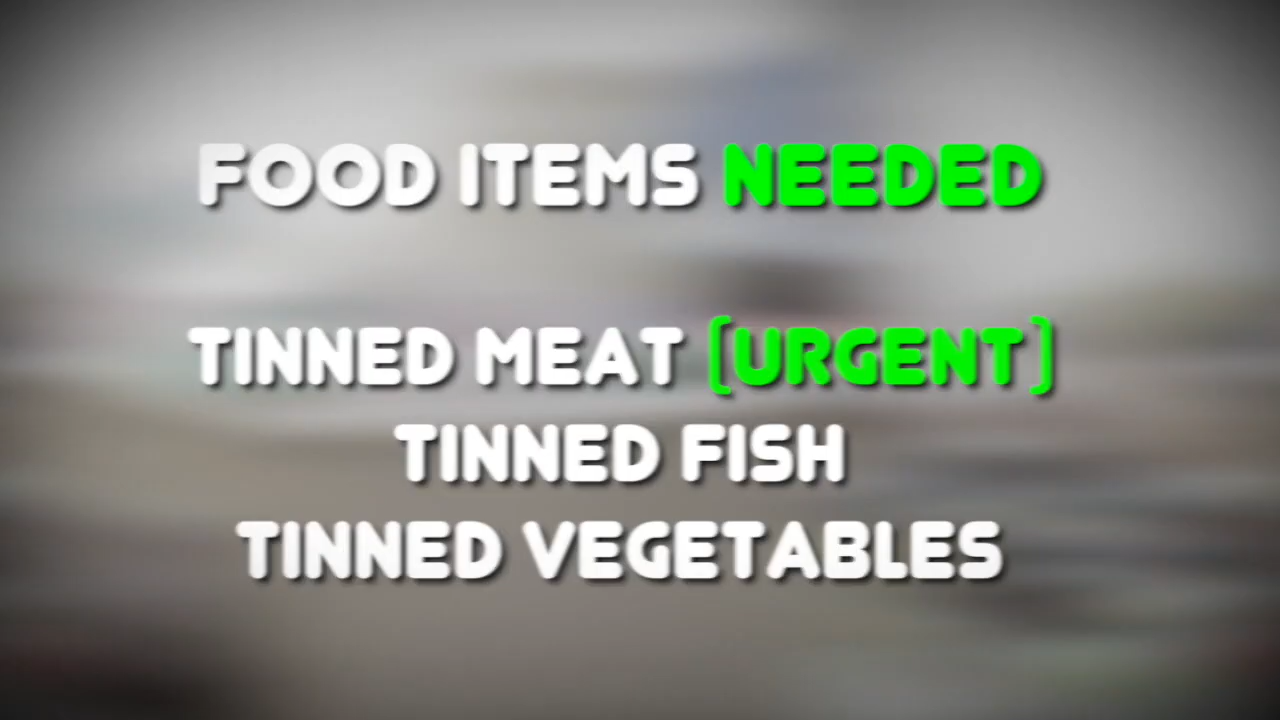 FOOD ITEMS NEEDED
TINNED MEAT (URGENT)
TINNED FISH
TINNED VEGETABLES